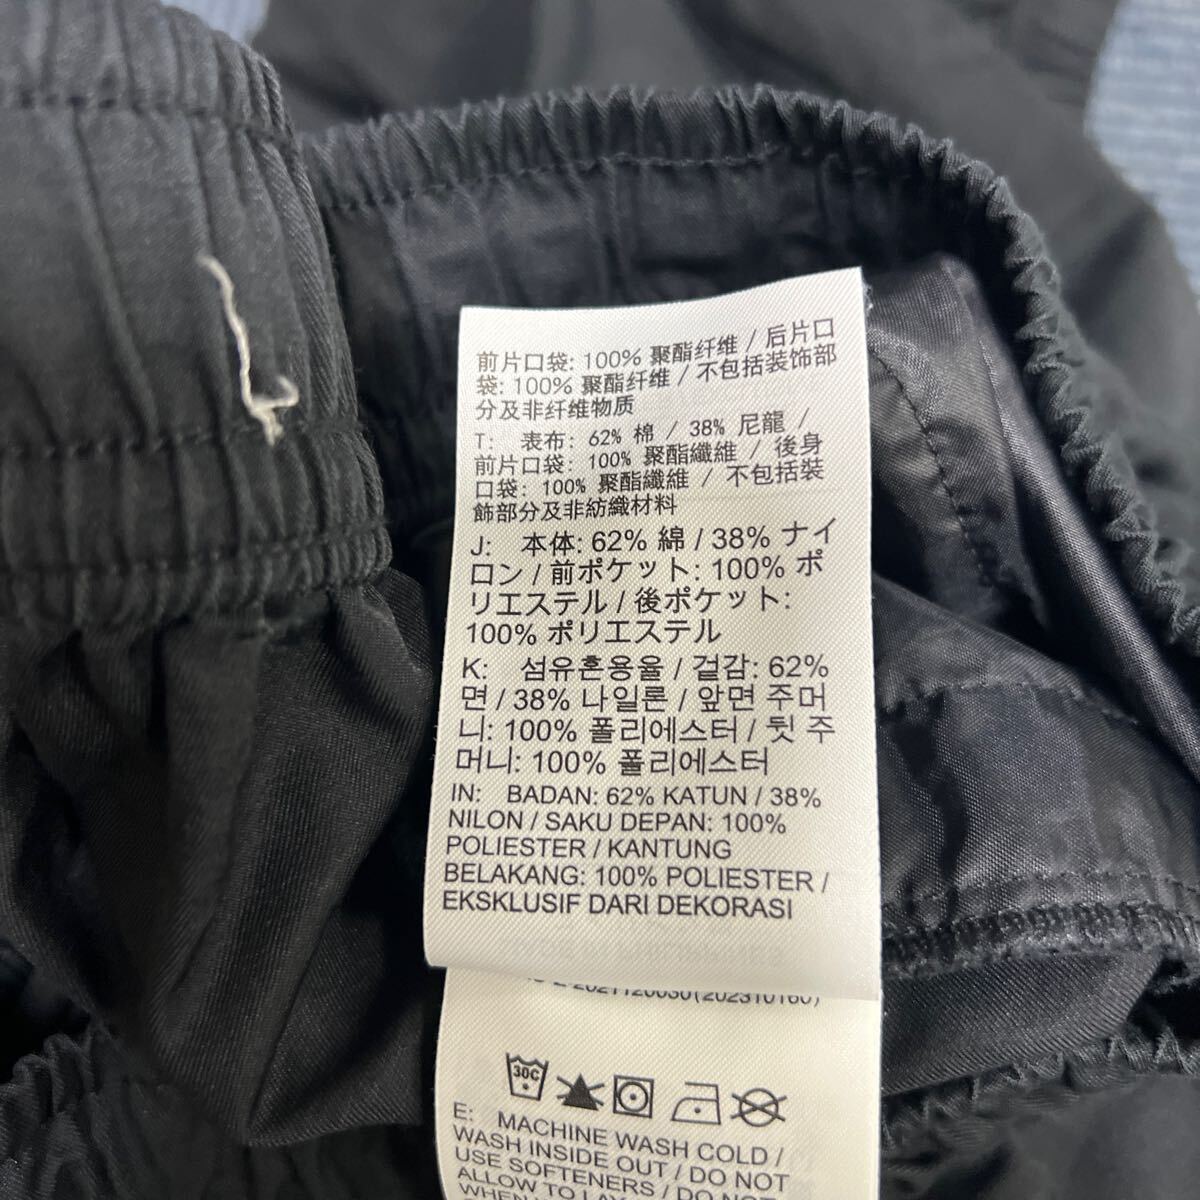 前片口袋: 100% 聚酯纤维 / 后片口
袋: 100% 聚酯纤维 / 不包括装饰部
分及非纤维物质
T: 表布: 62% 棉 / 38% 尼龍 /
前片口袋: 100% 聚酯纖維 / 後身
口袋: 100% 聚酯纖維 / 不包括裝
飾部分及非紡織材料
J: 本体: 62% 綿 / 38% ナイ
ロン / 前ポケット: 100% ポ
リエステル / 後ポケット:
100% ポリエステル
K: 섬유혼용율 / 겉감: 62%
면 / 38% 나일론 / 앞면 주머
니: 100% 폴리에스터 / 뒷 주
머니: 100% 폴리에스터
IN: BADAN: 62% KATUN / 38%
NILON / SAKU DEPAN: 100%
POLIESTER / KANTUNG
BELAKANG: 100% POLIESTER /
EKSKLUSIF DARI DEKORASI
2021120030(202310160)
30C
E: MACHINE WASH COLD /
WASH INSIDE OUT / DO NOT
USE SOFTENERS / DO NOT
ALLOW TO
WHEN